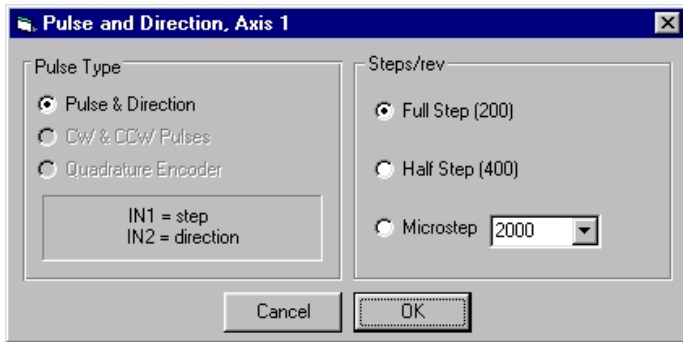 Pulse and Direction, Axis 1
Pulse Type
Pulse & Direction
CW & CCW Pulses
Quadrature Encoder
IN1 = step
IN2 = direction
Steps/rev
Full Step (200)
Half Step (400)
Microstep 2000
Cancel OK